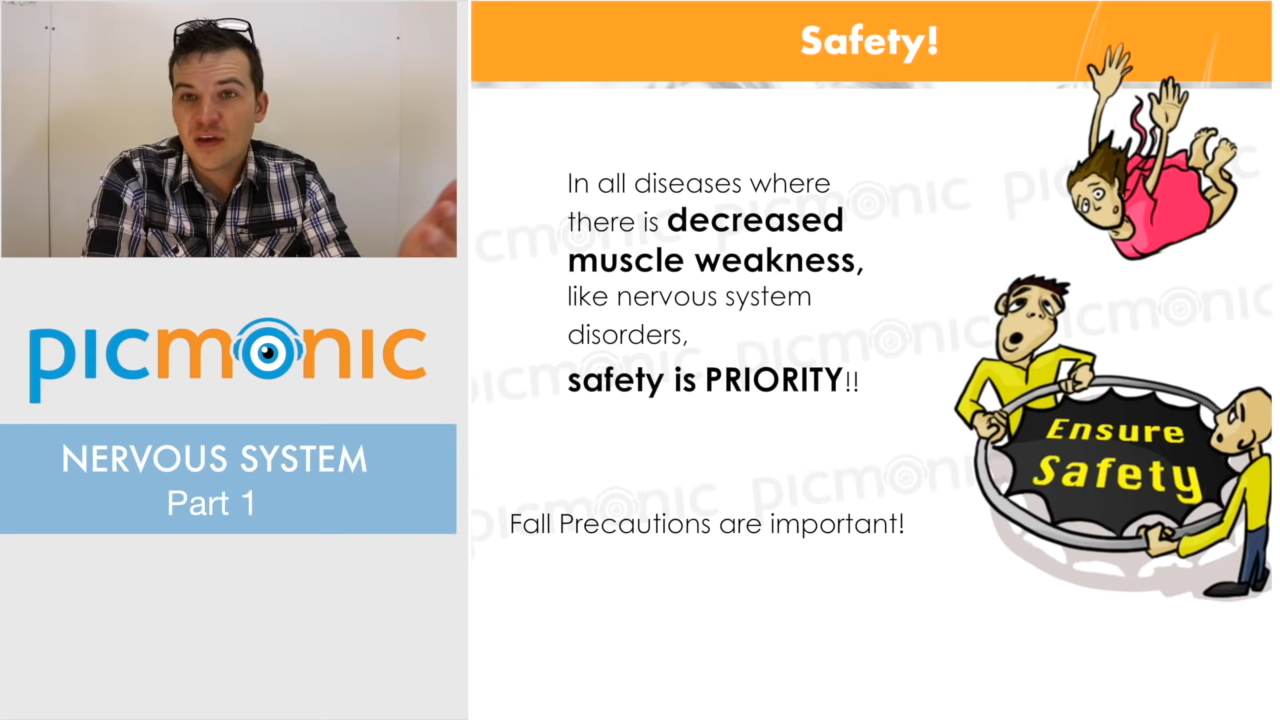 Safety!
In all diseases where
there is decreased
muscle weakness,
like nervous system
disorders,
safety is PRIORITY!!
Ensure
Safety
Fall Precautions are important!
picmonic
NERVOUS SYSTEM
Part 1